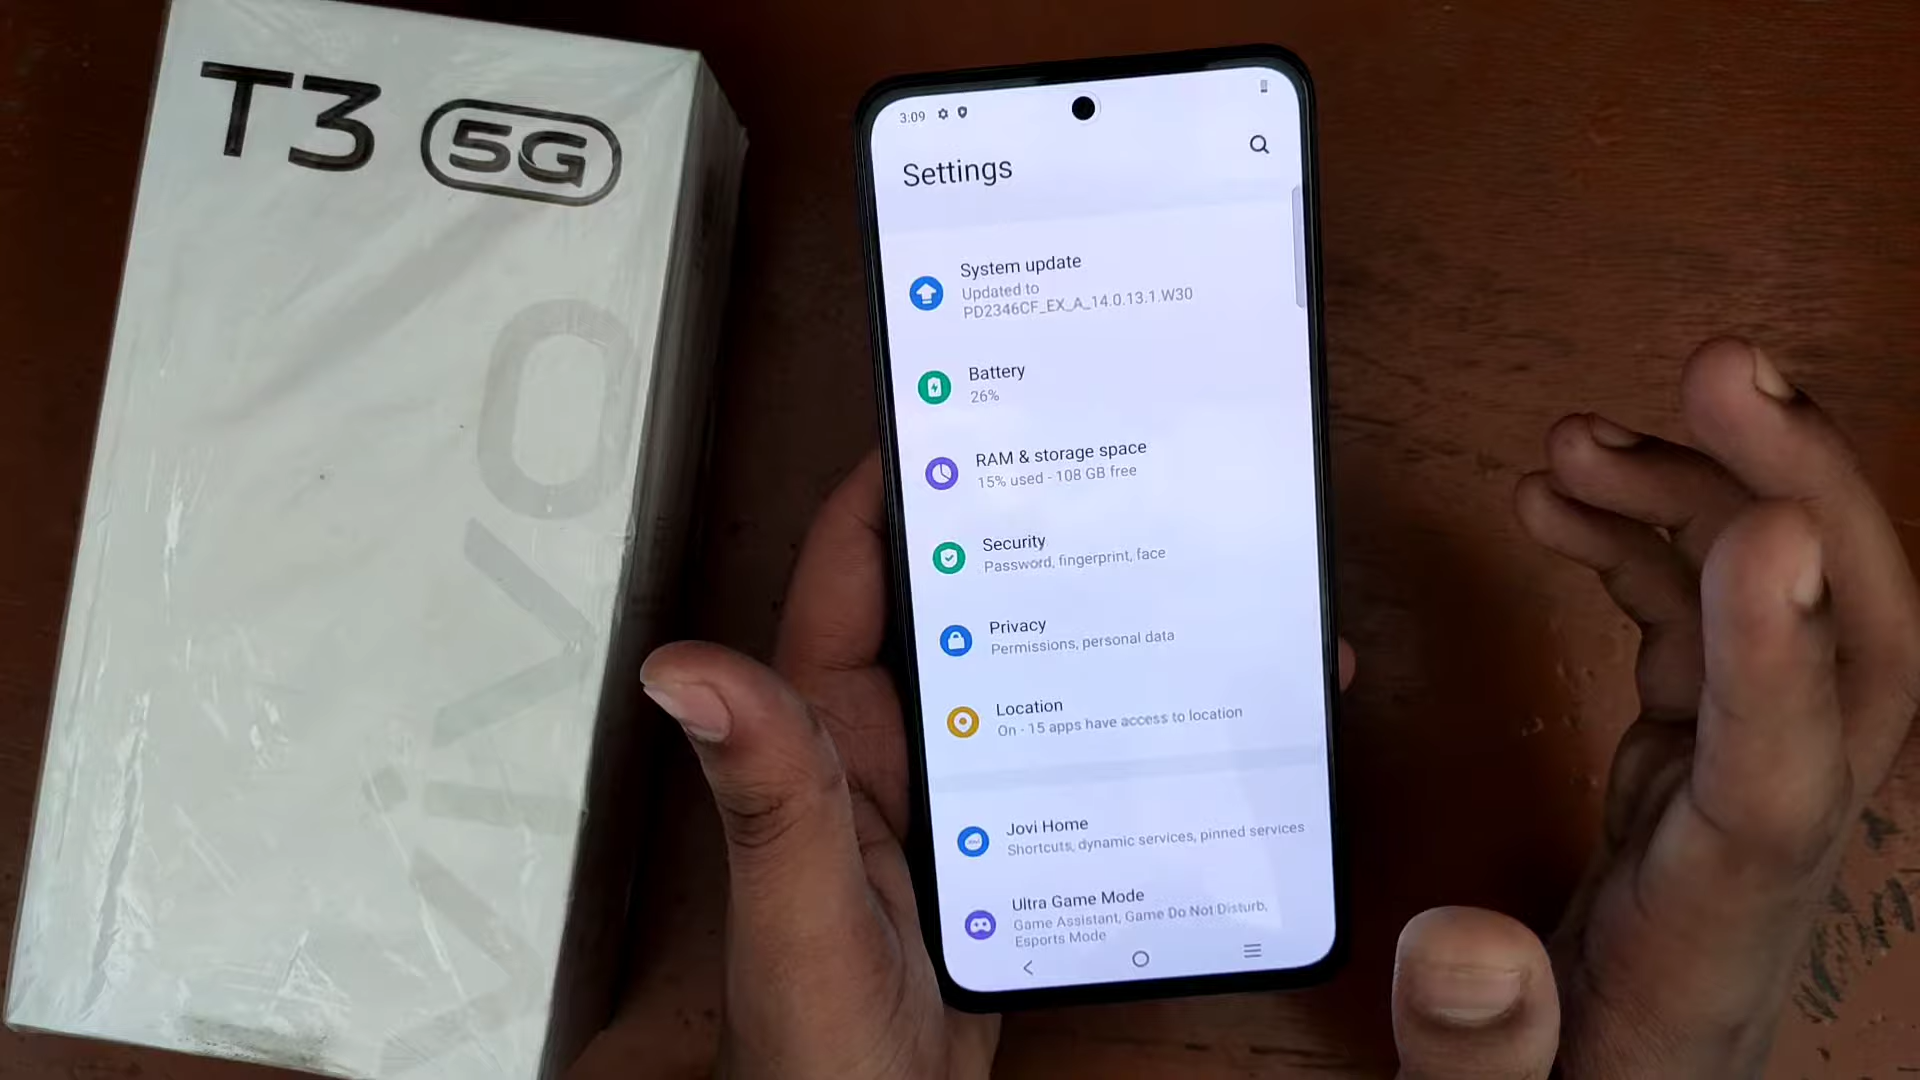 T3 5G
vivo
3:09
Settings
System update
Updated to
PD2346CF_EX_A_14.0.13.1.W30
Battery
26%
RAM & storage space
15% used - 108 GB free
Security
Password, fingerprint, face
Privacy
Permissions, personal data
Location
On - 15 apps have access to location
Jovi Home
Shortcuts, dynamic services, pinned services
Ultra Game Mode
Game Assistant, Game Do Not Disturb,
Esports Mode